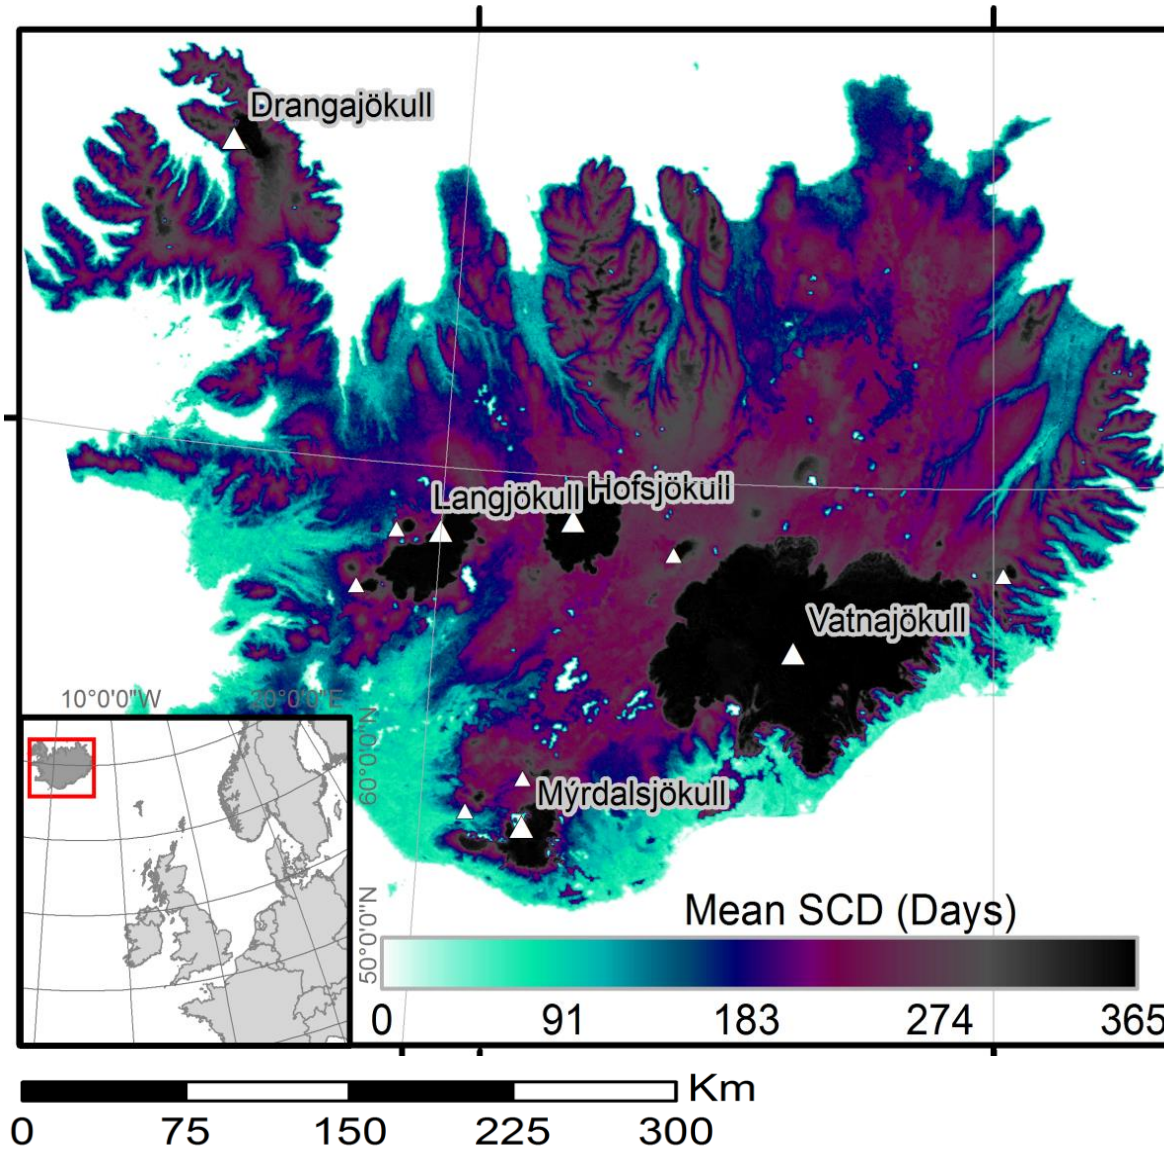 Drangajökull
Langjökull
Hofsjökull
Vatnajökull
Mýrdalsjökull
10°0'0"W
20°0'0"E
60°0'0"N
50°0'0"N
Mean SCD (Days)
0 91 183 274 365
Km
0 75 150 225 300